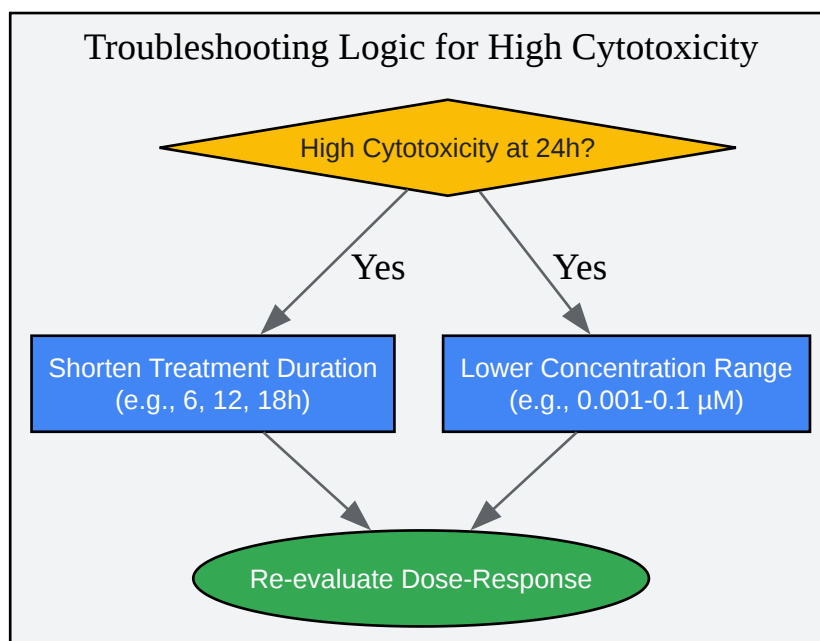 Troubleshooting Logic for High Cytotoxicity
High Cytotoxicity at 24h?
Yes
Yes
Shorten Treatment Duration
(e.g., 6, 12, 18h)
Lower Concentration Range
(e.g., 0.001-0.1 µM)
Re-evaluate Dose-Response